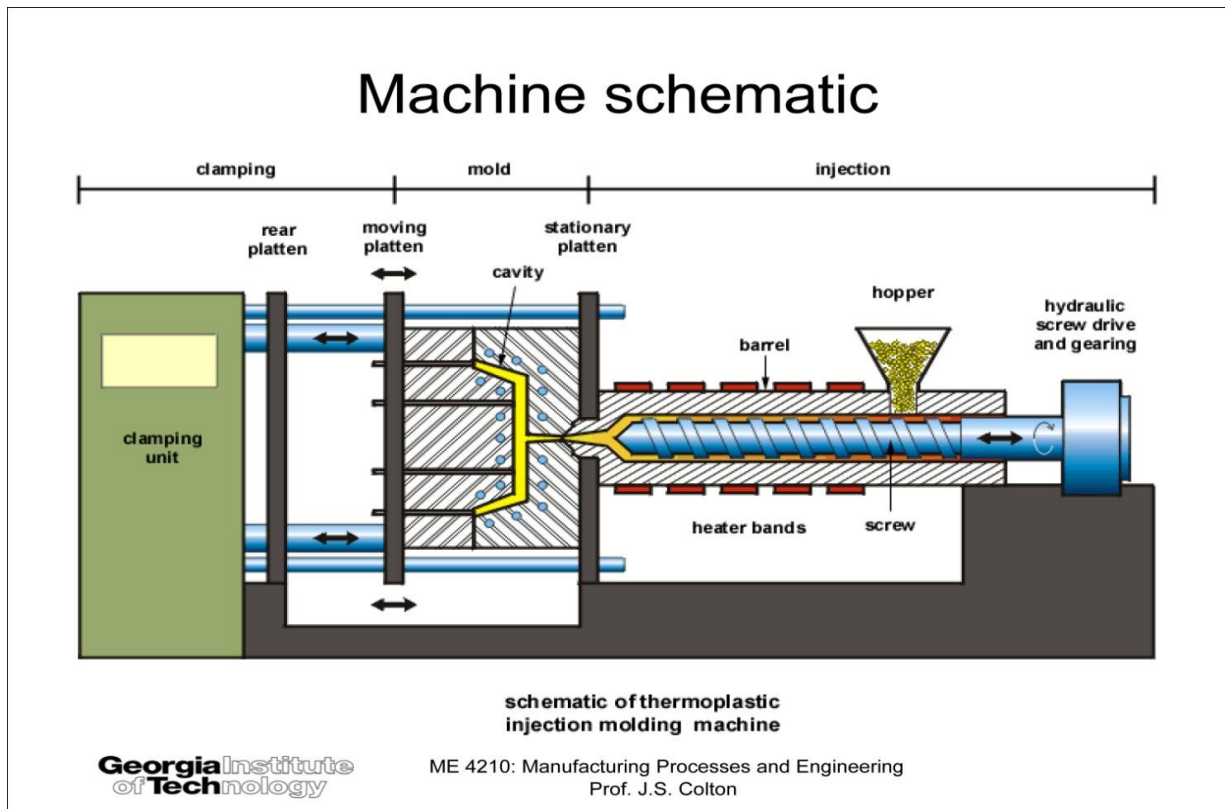 Machine schematic
clamping
mold
injection
rear
platten
moving
platten
stationary
platten
cavity
hopper
hydraulic
screw drive
and gearing
barrel
clamping
unit
heater bands
screw
schematic of thermoplastic
injection molding machine
Georgia Institute
of Technology
ME 4210: Manufacturing Processes and Engineering
Prof. J.S. Colton